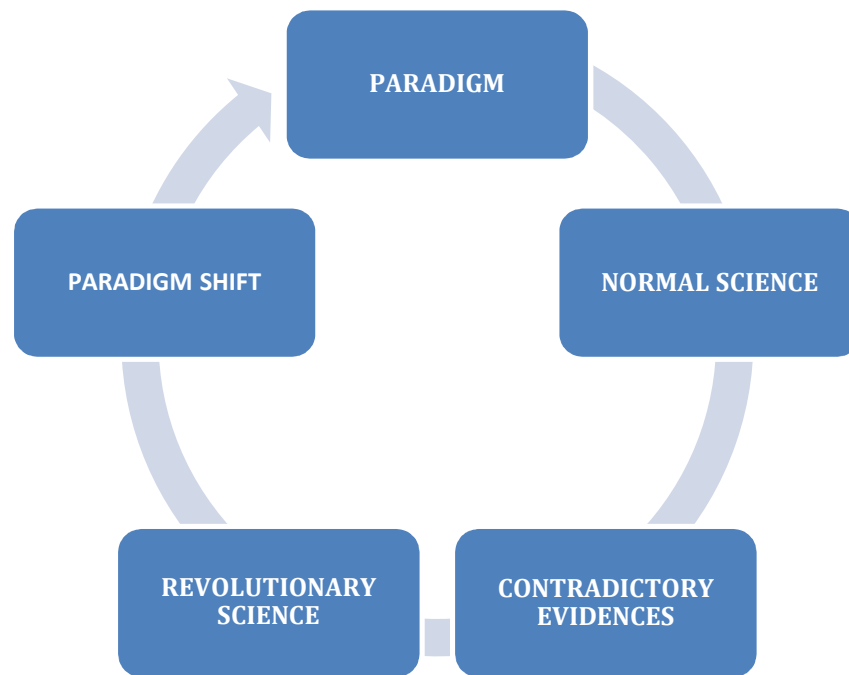 PARADIGM
NORMAL SCIENCE
CONTRADICTORY
EVIDENCES
REVOLUTIONARY
SCIENCE
PARADIGM SHIFT